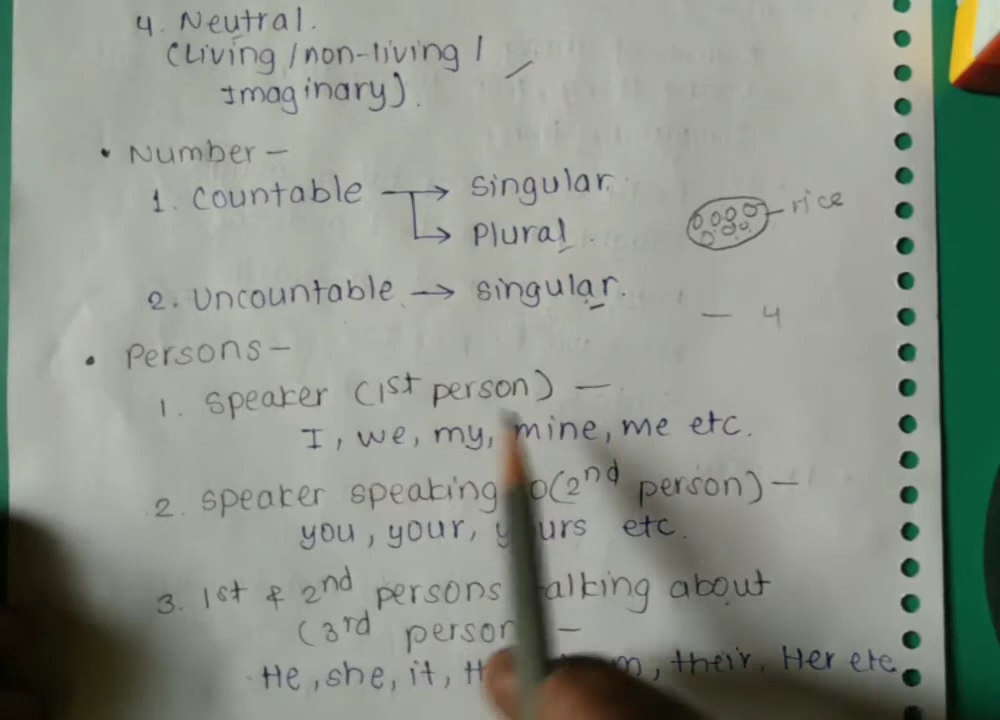 4. Neutral.
(Living / non-living /
Imaginary).
• Number -
1. Countable → singular.
→ Plural.
rice
2. Uncountable → singular.
- 4
• Persons -
1. Speaker (1st person) -
I, we, my, mine, me etc.
2. Speaker speaking (2nd person) -
you, your, etc.
3. 1st & 2nd persons about
(3rd person -
He, she, it, their, Her etc